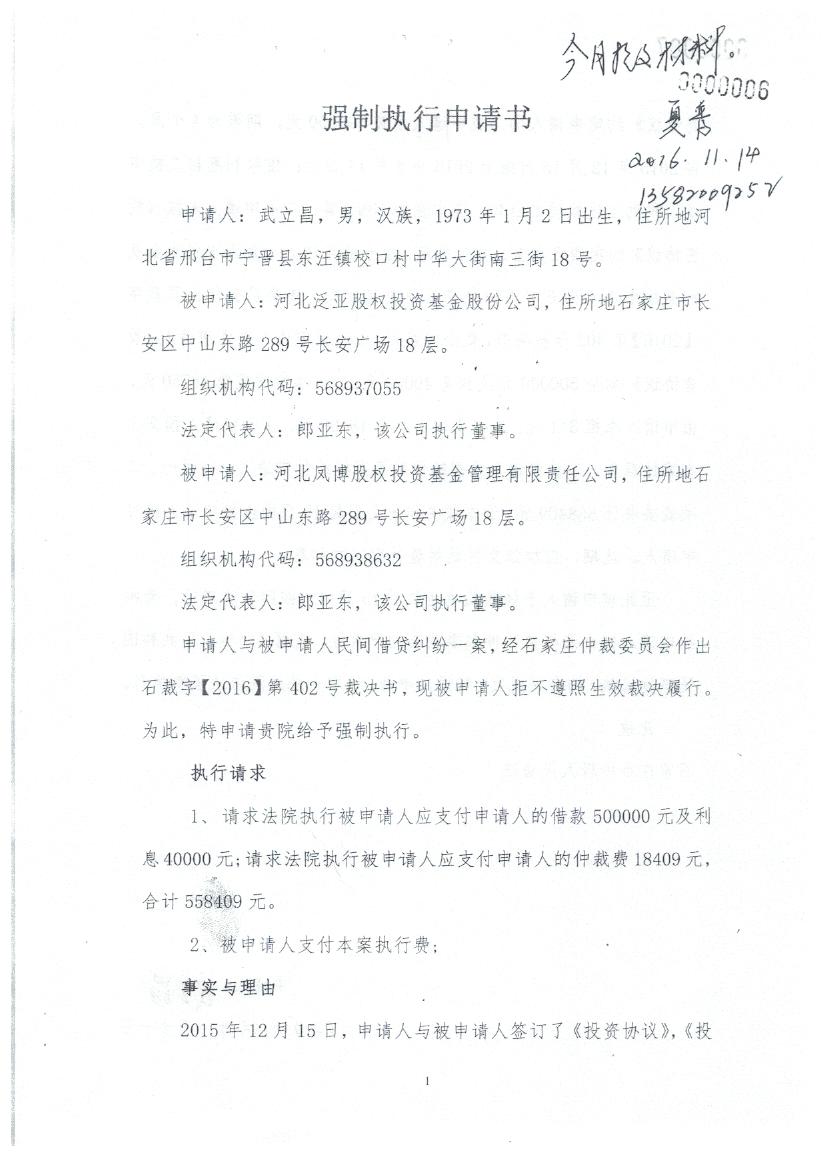 今月提交材料。
0000006
强制执行申请书
2016.11.14
13582009252
申请人：武立昌，男，汉族，1973年1月2日出生，住所地河
北省邢台市宁晋县东汪镇校口村中华大街南三街18号。
被申请人：河北泛亚股权投资基金股份公司，住所地石家庄市长
安区中山东路289号长安广场18层。
组织机构代码：568937055
法定代表人：郎亚东，该公司执行董事。
被申请人：河北凤博股权投资基金管理有限责任公司，住所地石
家庄市长安区中山东路289号长安广场18层。
组织机构代码：568938632
法定代表人：郎亚东，该公司执行董事。
申请人与被申请人民间借贷纠纷一案，经石家庄仲裁委员会作出
石裁字【2016】第402号裁决书，现被申请人拒不遵照生效裁决履行。
为此，特申请贵院给予强制执行。
执行请求
1、请求法院执行被申请人应支付申请人的借款500000元及利
息40000元;请求法院执行被申请人应支付申请人的仲裁费18409元，
合计558409元。
2、被申请人支付本案执行费;
事实与理由
2015年12月15日，申请人与被申请人签订了《投资协议》，《投
1